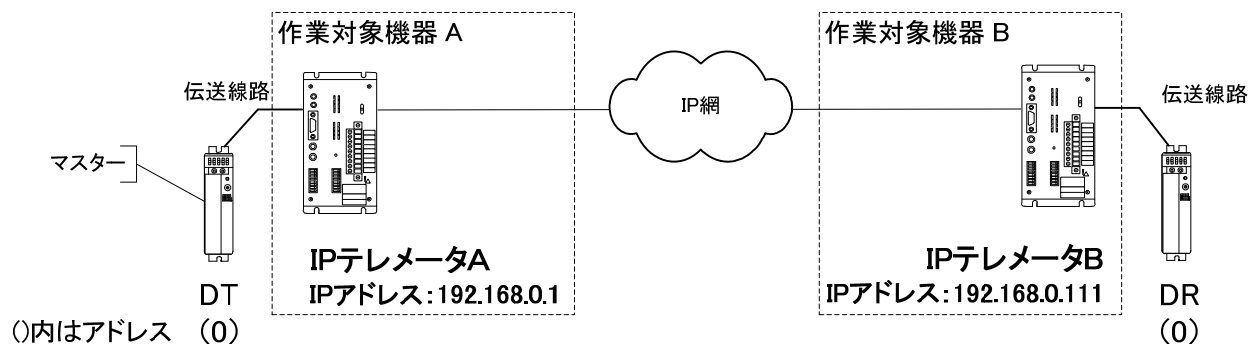 作業対象機器 A
作業対象機器 B
伝送線路
IP網
伝送線路
マスター
IPテレメータA
IPアドレス：192.168.0.1
IPテレメータB
IPアドレス：192.168.0.111
DT
DR
()内はアドレス
(0)
(0)